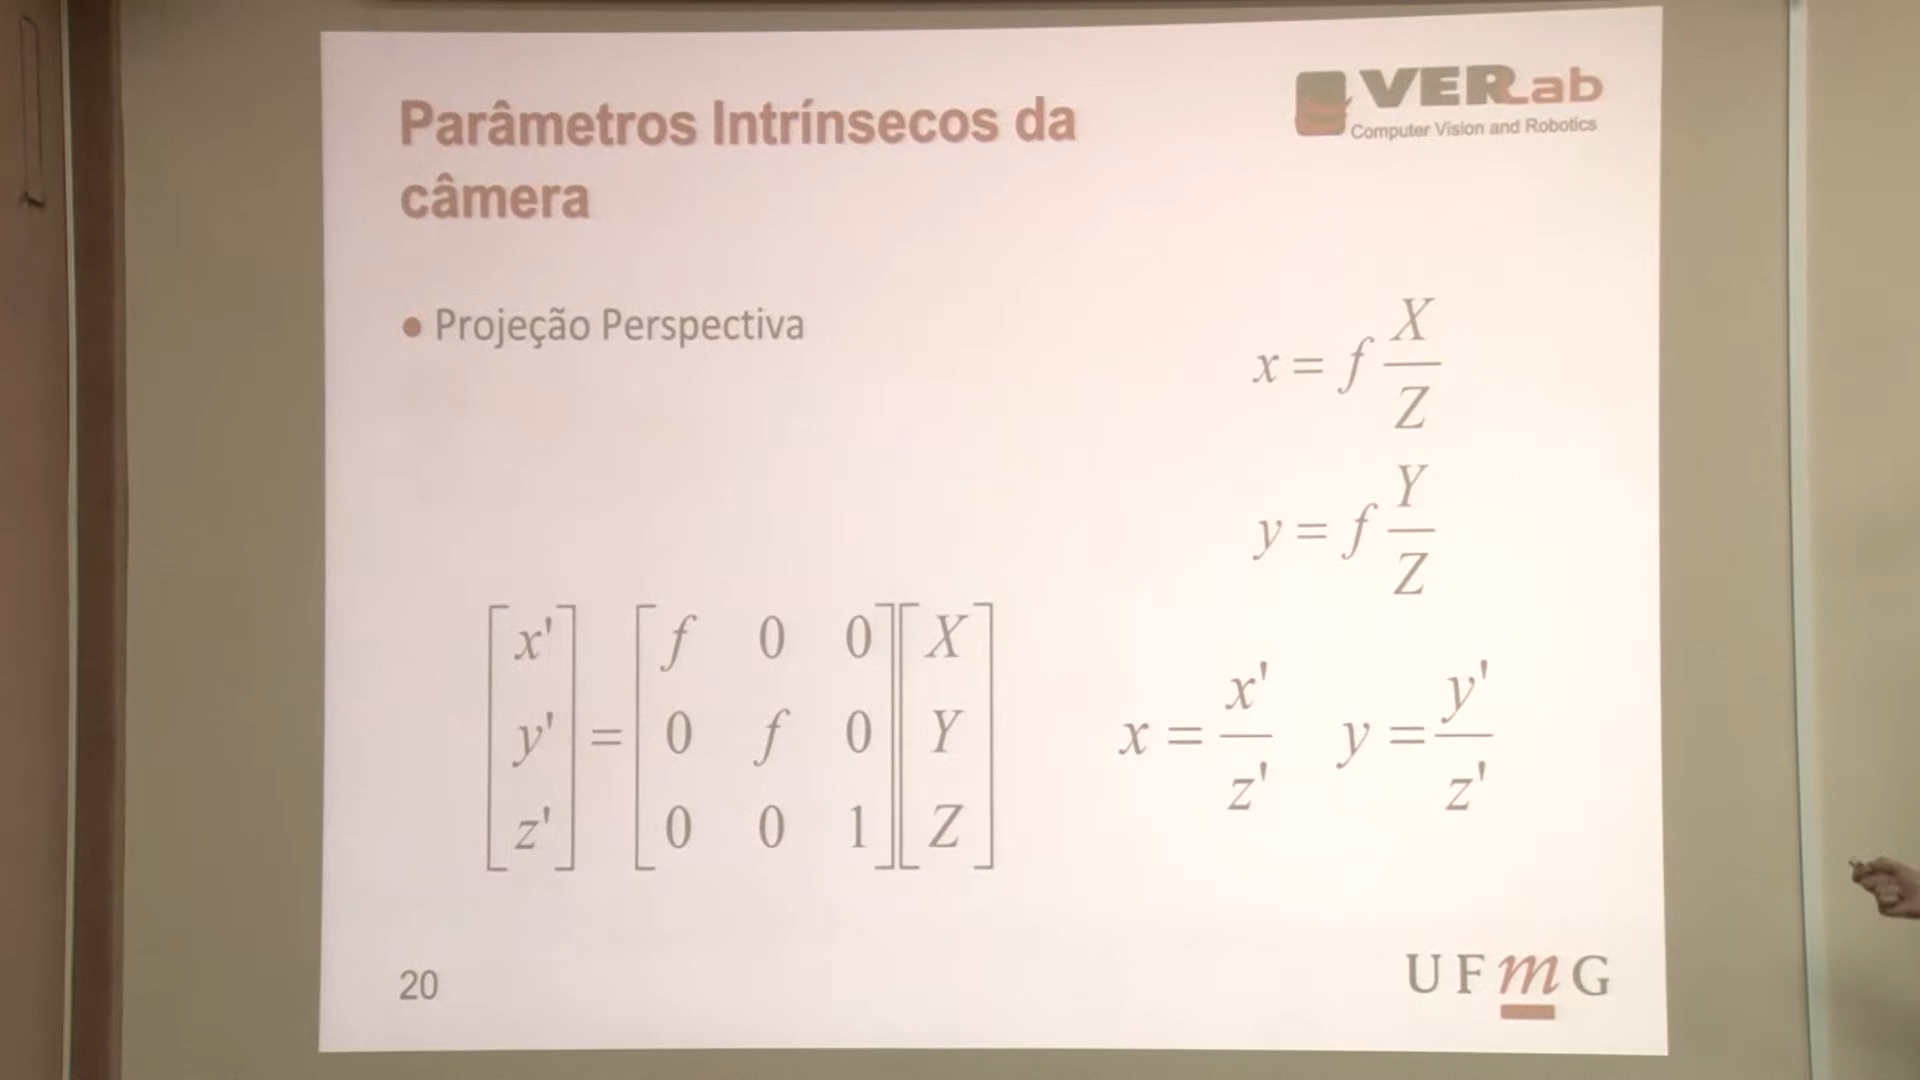 Parâmetros Intrínsecos da
câmera
VERLab
Computer Vision and Robotics
• Projeção Perspectiva
x = f X/Z
y = f Y/Z
[x' y' z'] = [f 0 0; 0 f 0; 0 0 1] [X Y Z]
x = x'/z' y = y'/z'
20
UFmG